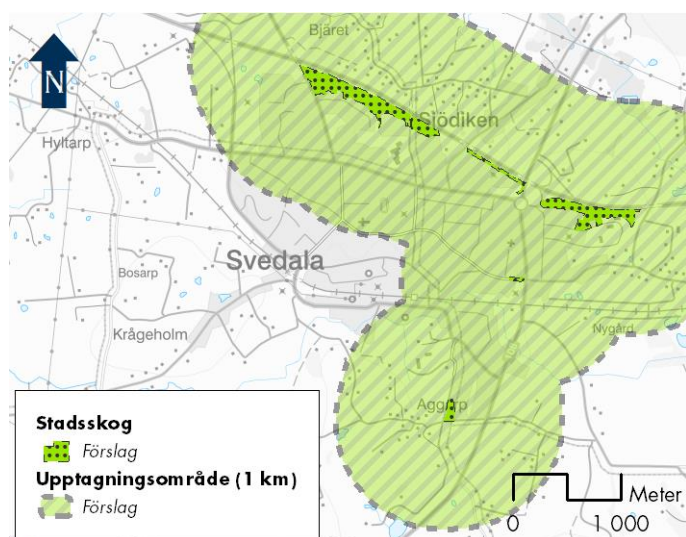 Bjäret
N
Sjödiken
Hyltarp
Svedala
Bosarp
Krågeholm
Nygård
Aggarp
Stadsskog
Förslag
Upptagningsområde (1 km)
Förslag
Meter
0 1 000